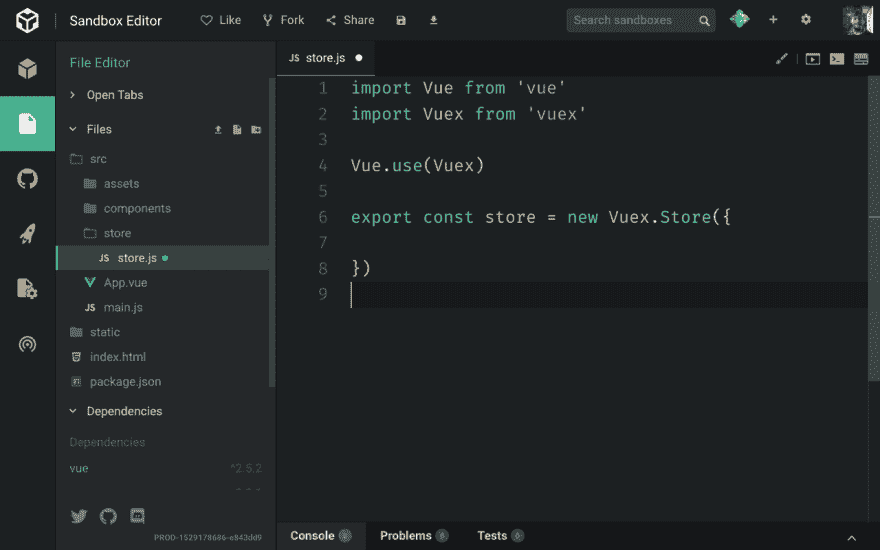 Sandbox Editor
Like
Fork
Share
Search sandboxes
File Editor
Open Tabs
Files
src
assets
components
store
JS store.js
App.vue
JS main.js
static
index.html
package.json
Dependencies
Dependencies
vue ^2.5.2
PROD-1529178686-e843dd9
JS store.js
1 import Vue from 'vue'
2 import Vuex from 'vuex'
3
4 Vue.use(Vuex)
5
6 export const store = new Vuex.Store({
7
8 })
9
Console 0
Problems 0
Tests 0